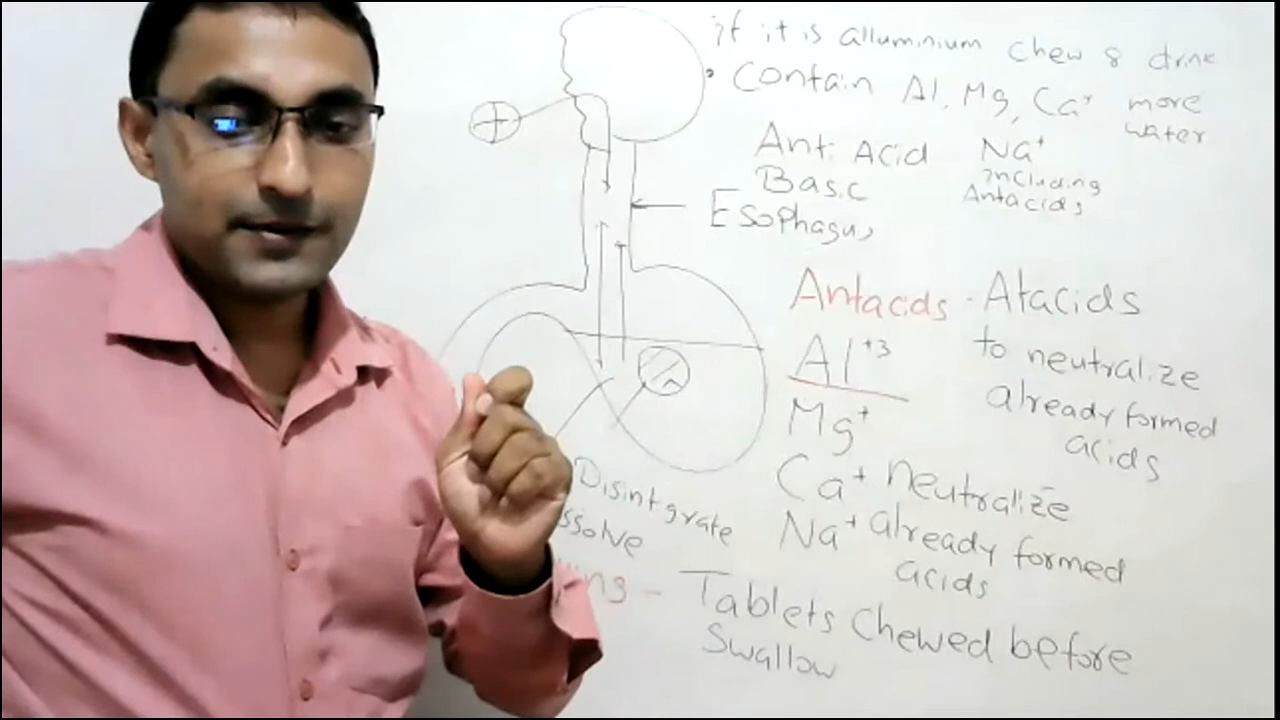 if it is alluminium chew & drink
• Contain Al, Mg, Ca+ more
water
Anti Acid
Basic
Na+
including
Antacids
Esophagus
Antacids - Atacids
to neutralize
already formed
acids
Al+3
Mg+
Ca+ Neutralize
Na+ already formed
acids
Disintgrate
ssolve
ing - Tablets Chewed before
Swallow